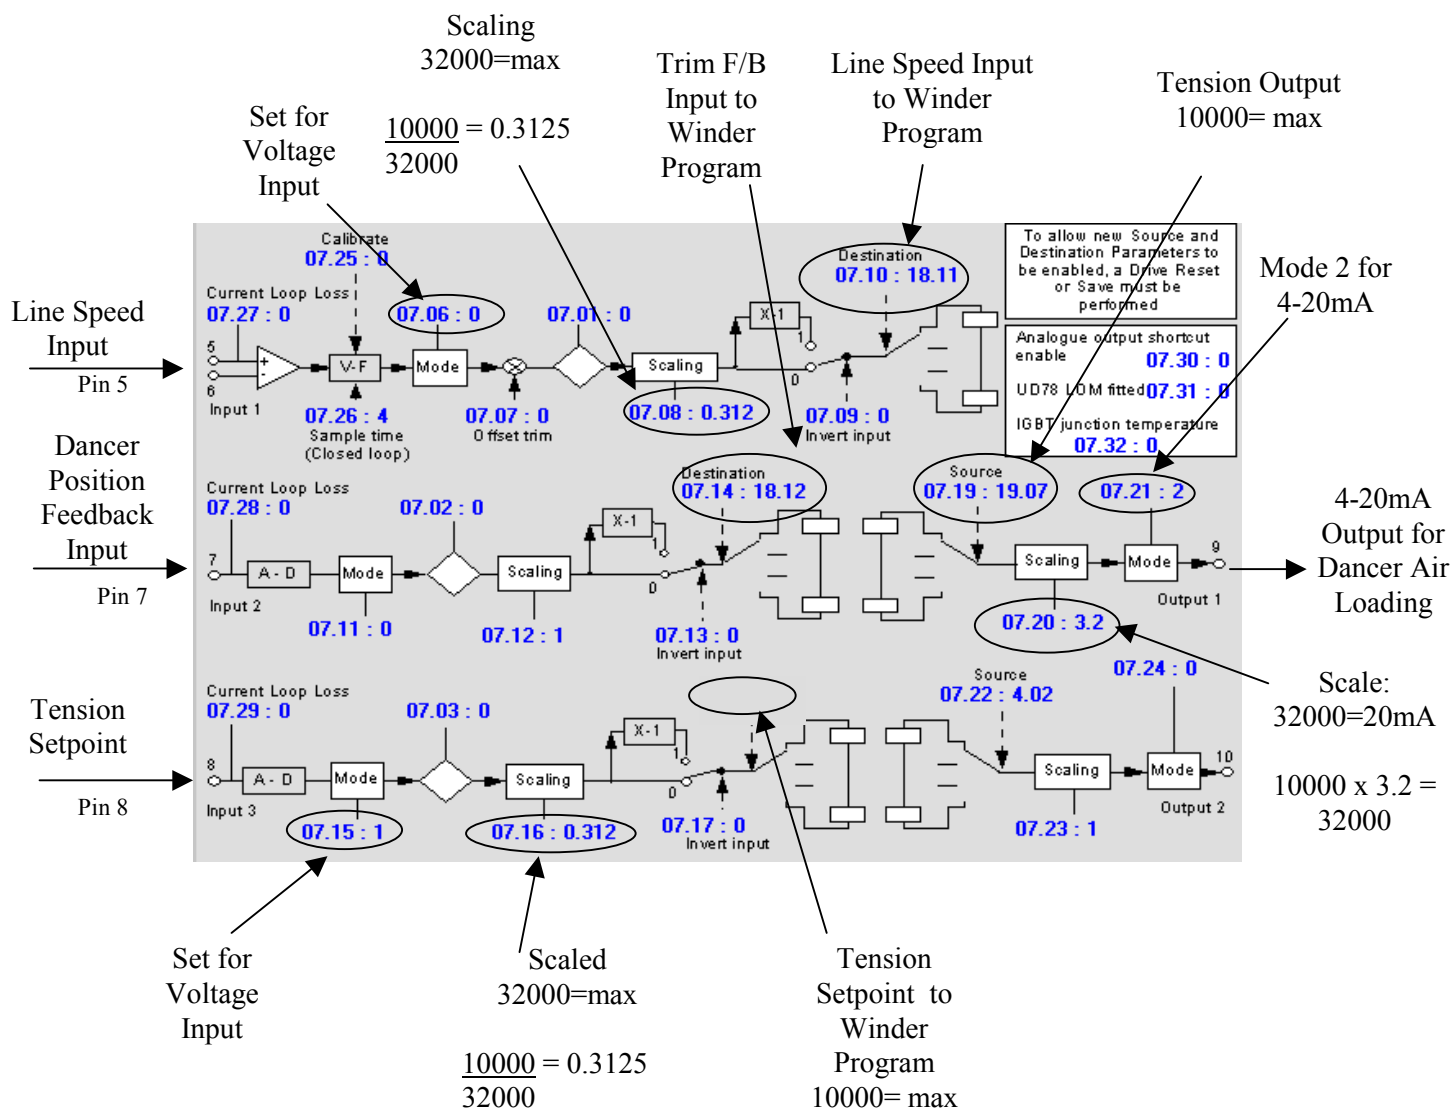 Scaling
32000=max
10000 = 0.3125
32000
Set for
Voltage
Input
Trim F/B
Input to
Winder
Program
Line Speed Input
to Winder
Program
Tension Output
10000= max
Mode 2 for
4-20mA
Line Speed
Input
Pin 5
Calibrate
07.25 : 0
Current Loop Loss
07.27 : 0
07.06 : 0
07.01 : 0
5
6
+
-
V-F
Mode
Scaling
X-1
1
0
Input 1
07.26 : 4
Sample time
(Closed loop)
07.07 : 0
Offset trim
07.08 : 0.312
07.09 : 0
Invert input
Destination
07.10 : 18.11
To allow new Source and
Destination Parameters to
be enabled, a Drive Reset
or Save must be
performed
Analogue output shortcut
enable
07.30 : 0
UD78 LDM fitted
07.31 : 0
IGBT junction temperature
07.32 : 0
Dancer
Position
Feedback
Input
Pin 7
Current Loop Loss
07.28 : 0
07.02 : 0
7
A - D
Mode
Scaling
X-1
1
0
Input 2
07.11 : 0
07.12 : 1
07.13 : 0
Invert input
Destination
07.14 : 18.12
Source
07.19 : 19.07
07.21 : 2
Scaling
Mode
9
Output 1
07.20 : 3.2
4-20mA
Output for
Dancer Air
Loading
Scale:
32000=20mA
10000 x 3.2 =
32000
Tension
Setpoint
Pin 8
Current Loop Loss
07.29 : 0
07.03 : 0
8
A - D
Mode
Scaling
X-1
1
0
Input 3
07.15 : 1
07.16 : 0.312
07.17 : 0
Invert input
Source
07.22 : 4.02
07.24 : 0
Scaling
Mode
10
Output 2
07.23 : 1
Set for
Voltage
Input
Scaled
32000=max
10000 = 0.3125
32000
Tension
Setpoint to
Winder
Program
10000= max